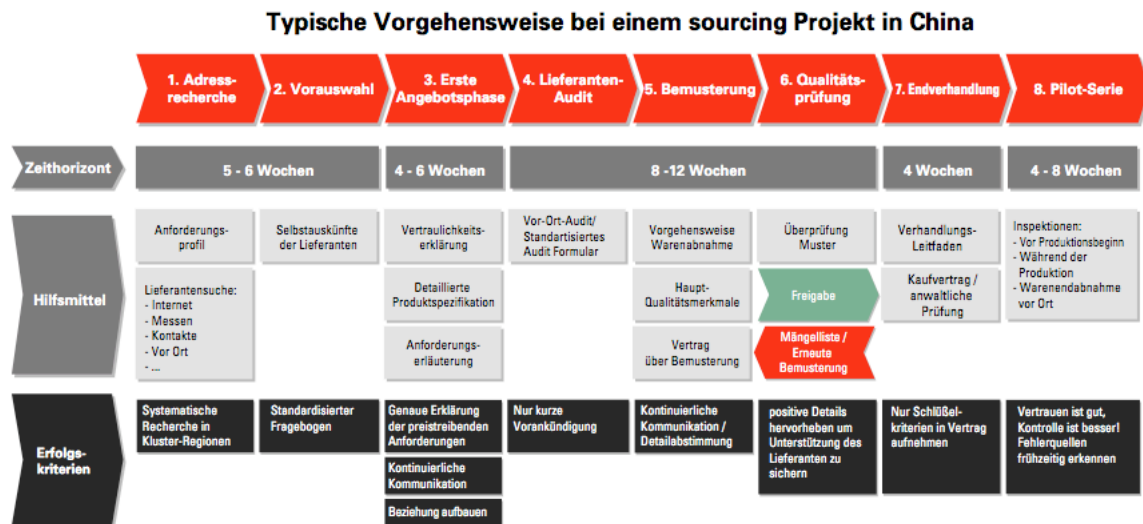 Typische Vorgehensweise bei einem sourcing Projekt in China
1. Adress-
recherche
2. Vorauswahl
3. Erste
Angebotsphase
4. Lieferanten-
Audit
5. Bemusterung
6. Qualitäts-
prüfung
7. Endverhandlung
8. Pilot-Serie
Zeithorizont
5 - 6 Wochen
4 - 6 Wochen
8 -12 Wochen
4 Wochen
4 - 8 Wochen
Hilfsmittel
Anforderungs-
profil
Lieferantensuche:
- Internet
- Messen
- Kontakte
- Vor Ort
- ...
Selbstauskünfte
der Lieferanten
Vertraulichkeits-
erklärung
Detaillierte
Produktspezifikation
Anforderungs-
erläuterung
Vor-Ort-Audit/
Standartisiertes
Audit Formular
Vorgehensweise
Warenabnahme
Haupt-
Qualitätsmerkmale
Vertrag
über Bemusterung
Überprüfung
Muster
Freigabe
Mängelliste /
Erneute
Bemusterung
Verhandlungs-
Leitfaden
Kaufvertrag /
anwaltliche
Prüfung
Inspektionen:
- Vor Produktionsbeginn
- Während der
Produktion
- Warenendabnahme
vor Ort
Erfolgs-
kriterien
Systematische
Recherche in
Kluster-Regionen
Standardisierter
Fragebogen
Genaue Erklärung
der preistreibenden
Anforderungen
Kontinuierliche
Kommunikation
Beziehung aufbauen
Nur kurze
Vorankündigung
Kontinuierliche
Kommunikation /
Detailabstimmung
positive Details
hervorheben um
Unterstützung des
Lieferanten zu
sichern
Nur Schlüßel-
kriterien in Vertrag
aufnehmen
Vertrauen ist gut,
Kontrolle ist besser!
Fehlerquellen
frühzeitig erkennen